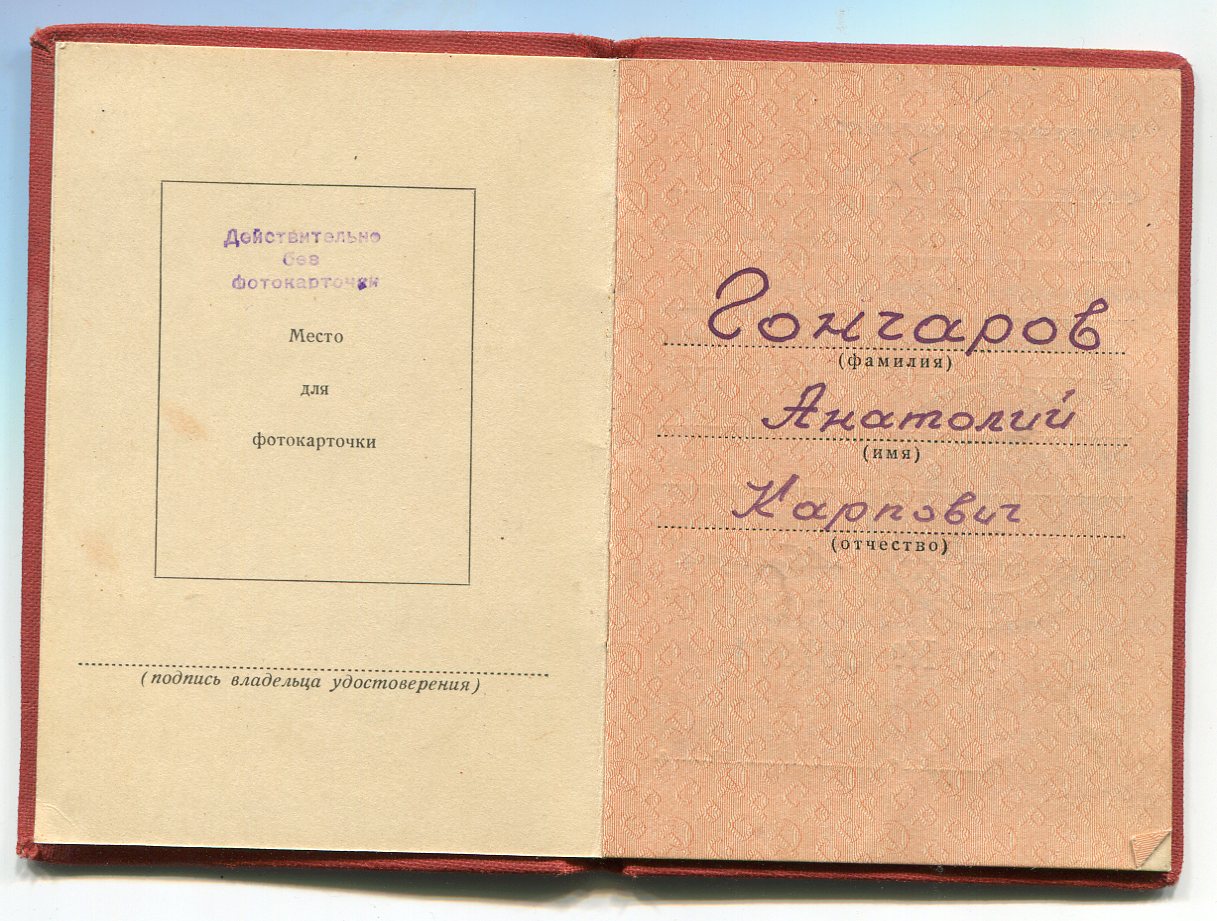 Действительно
без
фотокарточки
Место
для
фотокарточки
(подпись владельца удостоверения)
Гончаров
(фамилия)
Анатолий
(имя)
Карпович
(отчество)